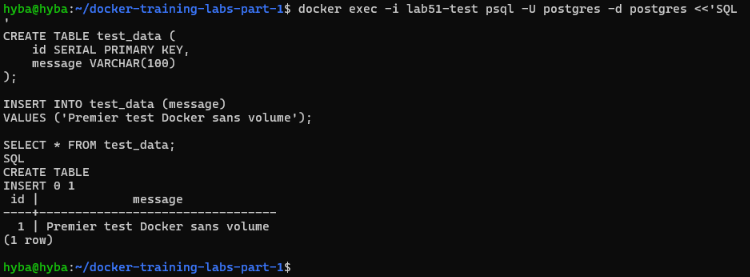 hyba@hyba:~/docker-training-labs-part-1$ docker exec -i lab51-test psql -U postgres -d postgres <<'SQL
'
CREATE TABLE test_data (
    id SERIAL PRIMARY KEY,
    message VARCHAR(100)
);

INSERT INTO test_data (message)
VALUES ('Premier test Docker sans volume');

SELECT * FROM test_data;
SQL
CREATE TABLE
INSERT 0 1
 id |             message
----+---------------------------------
  1 | Premier test Docker sans volume
(1 row)

hyba@hyba:~/docker-training-labs-part-1$